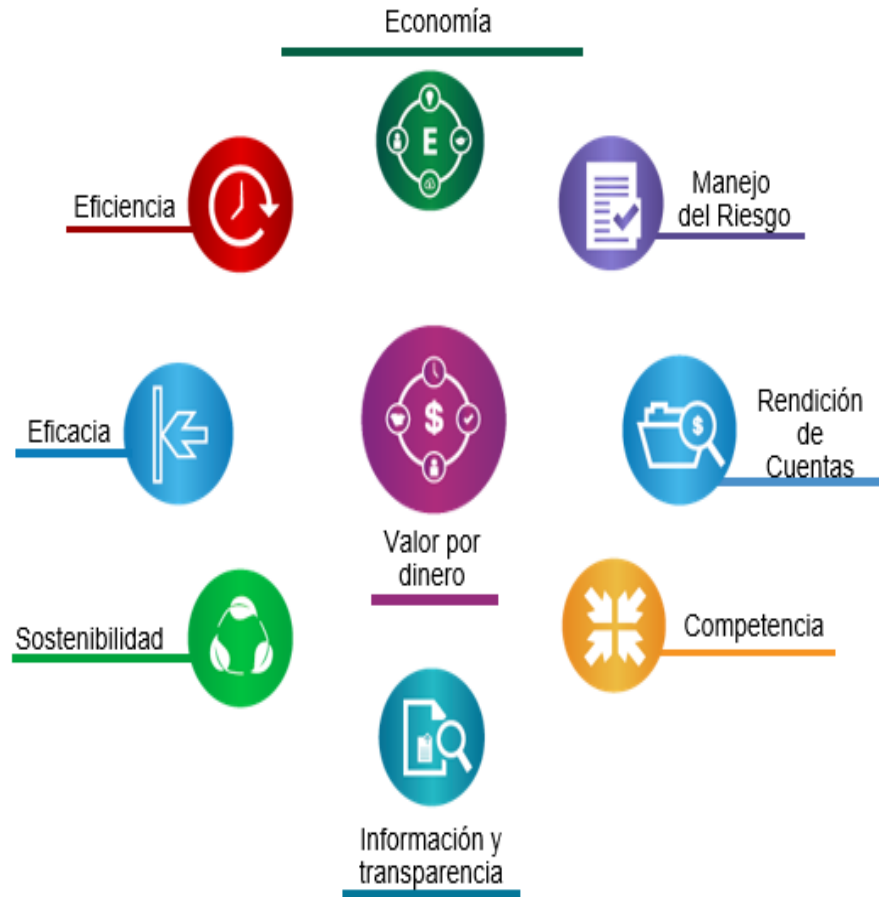 Economía
E
Eficiencia
Manejo
del Riesgo
Eficacia
$
$
Rendición
de
Cuentas
Valor por
dinero
Sostenibilidad
Competencia
Información y
transparencia